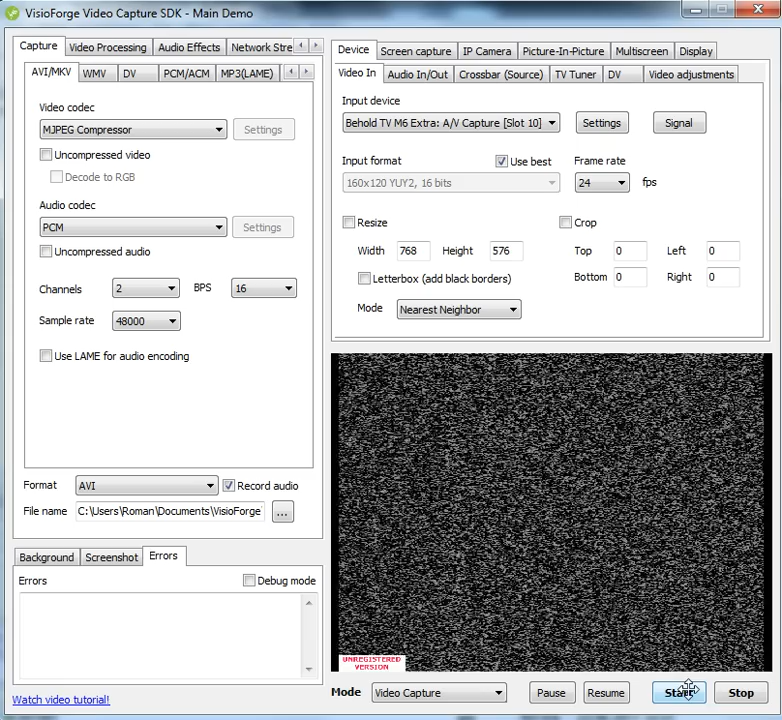 VisioForge Video Capture SDK - Main Demo
Capture
Video Processing
Audio Effects
Network Stre
AVI/MKV
WMV
DV
PCM/ACM
MP3(LAME)
Video codec
MJPEG Compressor
Settings
Uncompressed video
Decode to RGB
Audio codec
PCM
Settings
Uncompressed audio
Channels
2
BPS
16
Sample rate
48000
Use LAME for audio encoding
Format
AVI
Record audio
File name
C:\Users\Roman\Documents\VisioForge
...
Background
Screenshot
Errors
Errors
Debug mode
Watch video tutorial!
Device
Screen capture
IP Camera
Picture-In-Picture
Multiscreen
Display
Video In
Audio In/Out
Crossbar (Source)
TV Tuner
DV
Video adjustments
Input device
Behold TV M6 Extra: A/V Capture [Slot 10]
Settings
Signal
Input format
Use best
Frame rate
160x120 YUY2, 16 bits
24
fps
Resize
Crop
Width
768
Height
576
Top
0
Left
0
Letterbox (add black borders)
Bottom
0
Right
0
Mode
Nearest Neighbor
UNREGISTERED
VERSION
Mode
Video Capture
Pause
Resume
Start
Stop